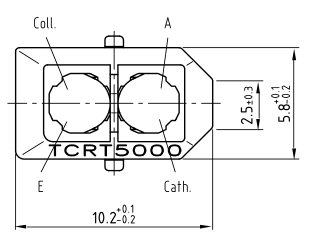 Coll. A
TCRT5000
E Cath.
2.5±0.3
5.8+0.1-0.2
10.2+0.1-0.2